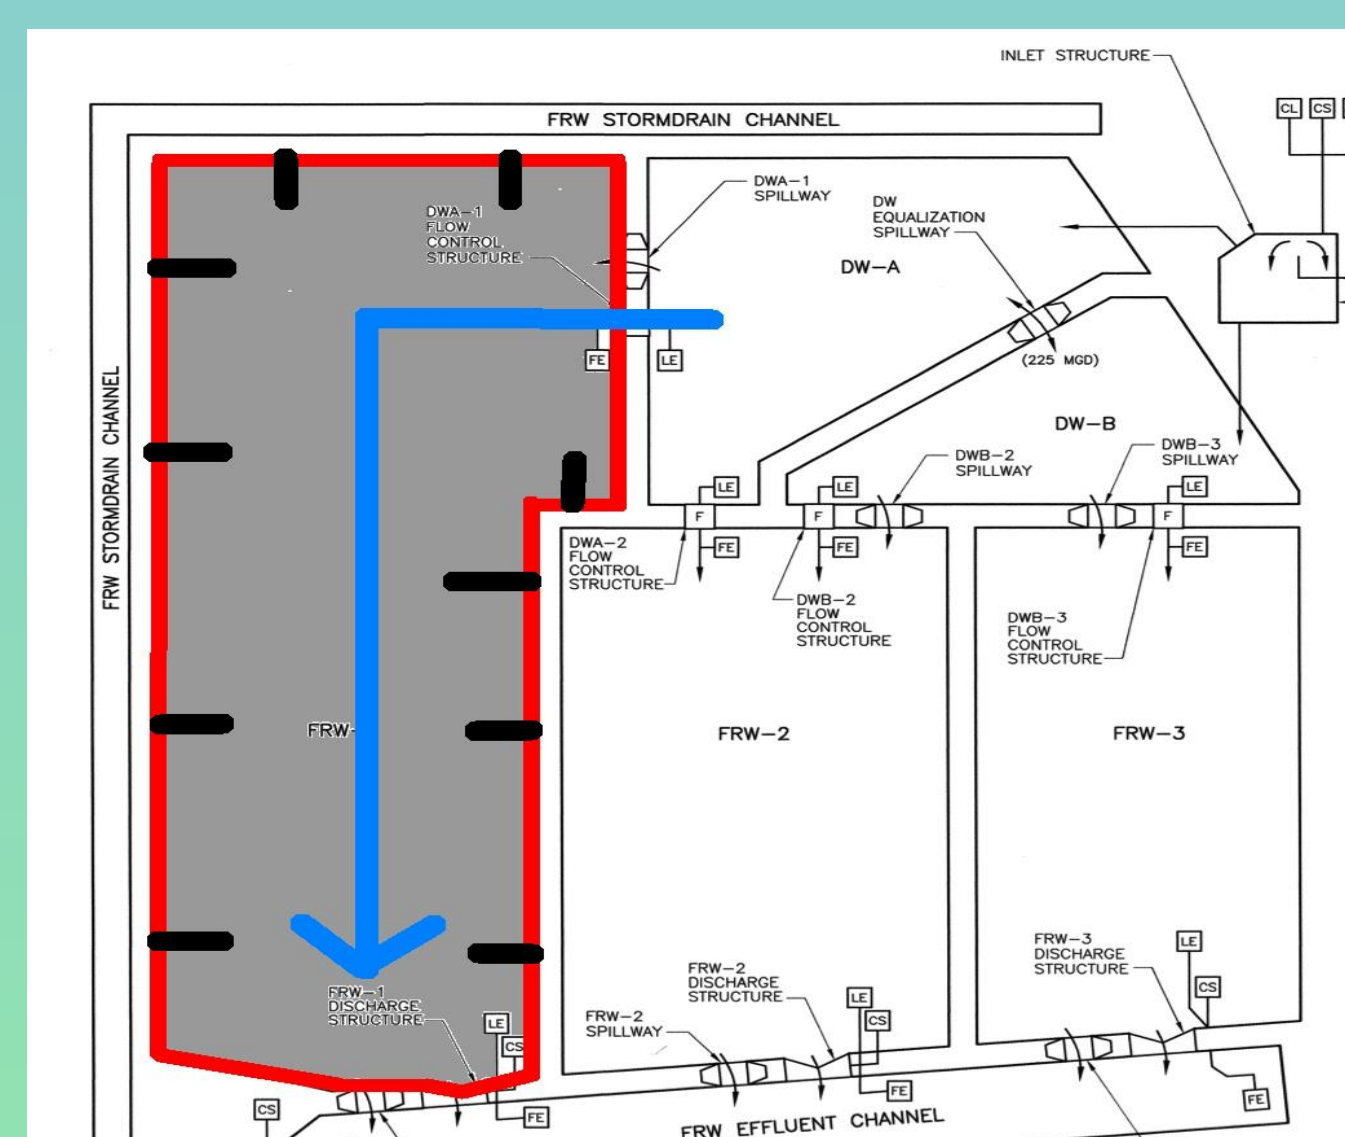 INLET STRUCTURE
CL
CS
FRW STORMDRAIN CHANNEL
DWA-1
SPILLWAY
DW
EQUALIZATION
SPILLWAY
DWA-1
FLOW
CONTROL
STRUCTURE
DW-A
FE
LE
(225 MGD)
FRW STORMDRAIN CHANNEL
DW-B
DWB-2
SPILLWAY
DWB-3
SPILLWAY
LE
LE
LE
F
F
F
FE
FE
FE
DWA-2
FLOW
CONTROL
STRUCTURE
DWB-2
FLOW
CONTROL
STRUCTURE
DWB-3
FLOW
CONTROL
STRUCTURE
FRW-
FRW-2
FRW-3
FRW-1
DISCHARGE
STRUCTURE
LE
CS
FE
CS
FRW-2
DISCHARGE
STRUCTURE
FRW-2
SPILLWAY
LE
CS
FE
FRW-3
DISCHARGE
STRUCTURE
LE
CS
FE
FRW EFFLUENT CHANNEL